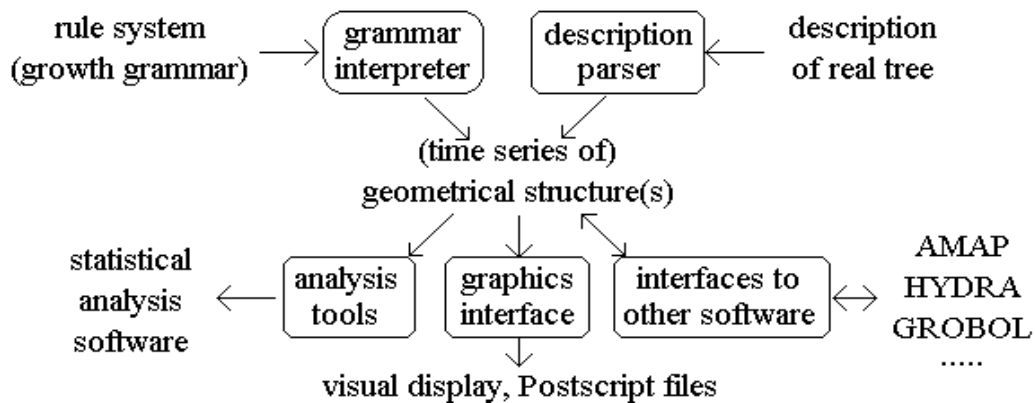 rule system
(growth grammar)
grammar
interpreter
description
parser
description
of real tree
(time series of)
geometrical structure(s)
statistical
analysis
software
analysis
tools
graphics
interface
interfaces to
other software
AMAP
HYDRA
GROBOL
.....
visual display, Postscript files